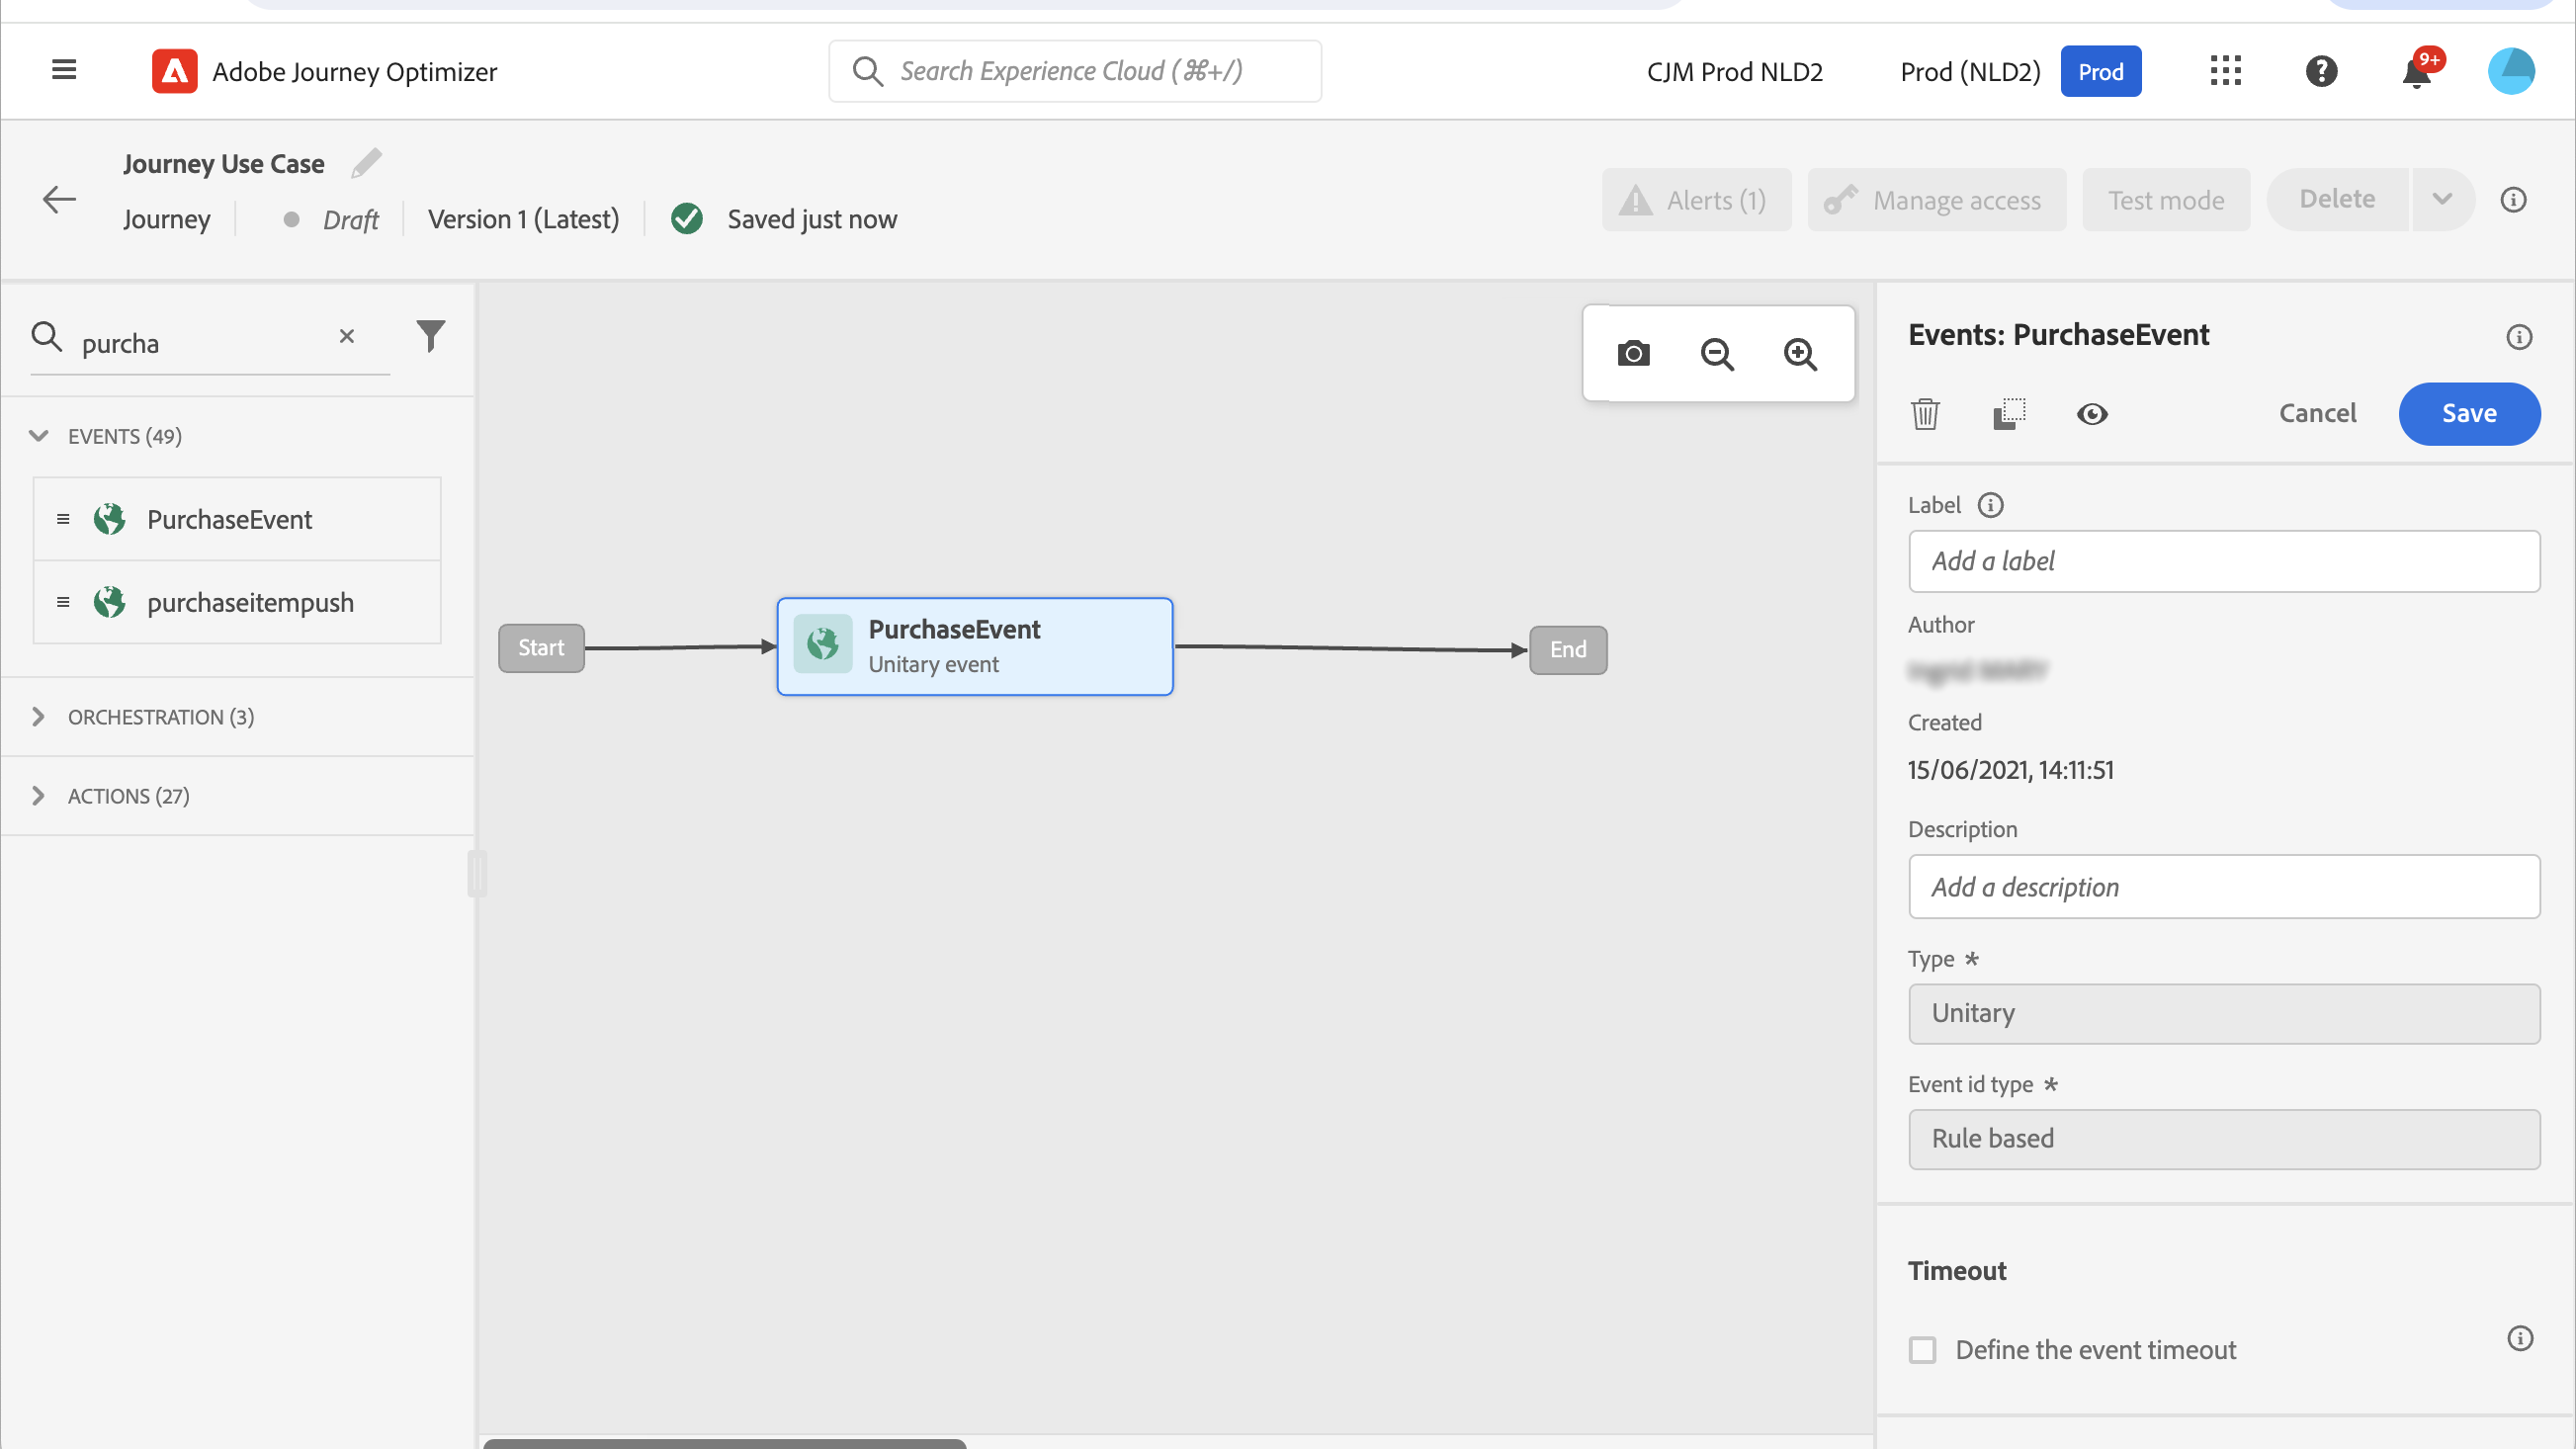 Adobe Journey Optimizer
Search Experience Cloud (⌘+/)
CJM Prod NLD2
Prod (NLD2)
Prod
9+
Journey Use Case
Journey
Draft
Version 1 (Latest)
Saved just now
Alerts (1)
Manage access
Test mode
Delete
purcha
EVENTS (49)
PurchaseEvent
purchaseitempush
ORCHESTRATION (3)
ACTIONS (27)
Start
PurchaseEvent
Unitary event
End
Events: PurchaseEvent
Cancel
Save
Label
Add a label
Author
Created
15/06/2021, 14:11:51
Description
Add a description
Type *
Unitary
Event id type *
Rule based
Timeout
Define the event timeout